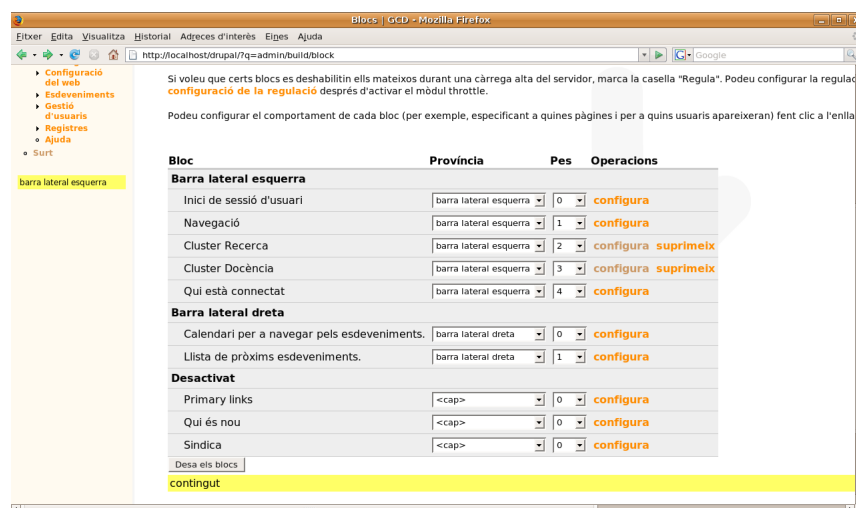 Blocs | GCD - Mozilla Firefox
Eitxer Edita Visualitza Historial Adreces d'interès Eines Ajuda
http://localhost/drupal/?q=admin/build/block
Google
Configuració
del web
Esdeveniments
Gestió
d'usuaris
Registres
Ajuda
Surt
barra lateral esquerra
Si voleu que certs blocs es deshabilitin ells mateixos durant una càrrega alta del servidor, marca la casella "Regula". Podeu configurar la regulac
configuració de la regulació després d'activar el mòdul throttle.
Podeu configurar el comportament de cada bloc (per exemple, especificant a quines pàgines i per a quins usuaris apareixeran) fent clic a l'enlla
Bloc Província Pes Operacions
Barra lateral esquerra
Inici de sessió d'usuari barra lateral esquerra 0 configura
Navegació barra lateral esquerra 1 configura
Cluster Recerca barra lateral esquerra 2 configura suprimeix
Cluster Docència barra lateral esquerra 3 configura suprimeix
Qui està connectat barra lateral esquerra 4 configura
Barra lateral dreta
Calendari per a navegar pels esdeveniments. barra lateral dreta 0 configura
Llista de pròxims esdeveniments. barra lateral dreta 1 configura
Desactivat
Primary links <cap> 0 configura
Qui és nou <cap> 0 configura
Sindica <cap> 0 configura
Desa els blocs
contingut